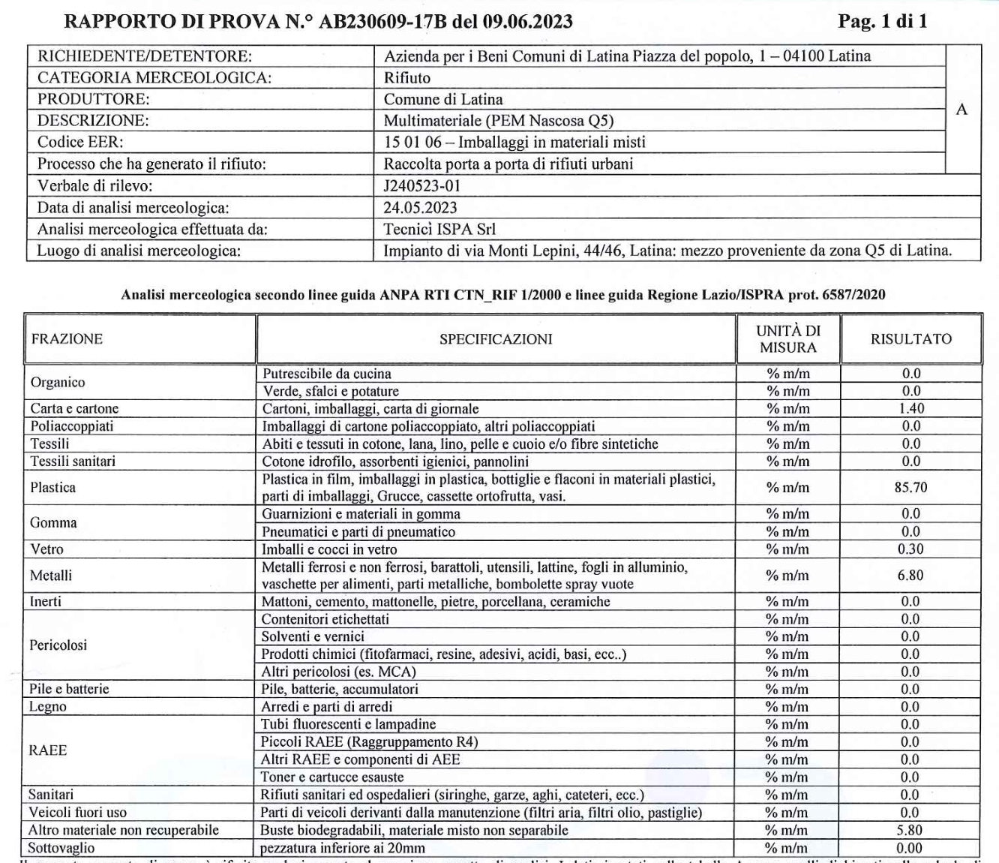 RAPPORTO DI PROVA N.° AB230609-17B del 09.06.2023 Pag. 1 di 1
RICHIEDENTE/DETENTORE: Azienda per i Beni Comuni di Latina Piazza del popolo, 1 – 04100 Latina
CATEGORIA MERCEOLOGICA: Rifiuto
PRODUTTORE: Comune di Latina
A
DESCRIZIONE: Multimateriale (PEM Nascosa Q5)
Codice EER: 15 01 06 – Imballaggi in materiali misti
Processo che ha generato il rifiuto: Raccolta porta a porta di rifiuti urbani
Verbale di rilevo: J240523-01
Data di analisi merceologica: 24.05.2023
Analisi merceologica effettuata da: Tecnici ISPA Srl
Luogo di analisi merceologica: Impianto di via Monti Lepini, 44/46, Latina: mezzo proveniente da zona Q5 di Latina.
Analisi merceologica secondo linee guida ANPA RTI CTN_RIF 1/2000 e linee guida Regione Lazio/ISPRA prot. 6587/2020
FRAZIONE SPECIFICAZIONI UNITÀ DI MISURA RISULTATO
Organico Putrescibile da cucina % m/m 0.0
Verde, sfalci e potature % m/m 0.0
Carta e cartone Cartoni, imballaggi, carta di giornale % m/m 1.40
Poliaccoppiati Imballaggi di cartone poliaccoppiato, altri poliaccoppiati % m/m 0.0
Tessili Abiti e tessuti in cotone, lana, lino, pelle e cuoio e/o fibre sintetiche % m/m 0.0
Tessili sanitari Cotone idrofilo, assorbenti igienici, pannolini % m/m 0.0
Plastica Plastica in film, imballaggi in plastica, bottiglie e flaconi in materiali plastici,
parti di imballaggi, Grucce, cassette ortofrutta, vasi. % m/m 85.70
Gomma Guarnizioni e materiali in gomma % m/m 0.0
Pneumatici e parti di pneumatico % m/m 0.0
Vetro Imballi e cocci in vetro % m/m 0.30
Metalli Metalli ferrosi e non ferrosi, barattoli, utensili, lattine, fogli in alluminio,
vaschette per alimenti, parti metalliche, bombolette spray vuote % m/m 6.80
Inerti Mattoni, cemento, mattonelle, pietre, porcellana, ceramiche % m/m 0.0
Pericolosi Contenitori etichettati % m/m 0.0
Solventi e vernici % m/m 0.0
Prodotti chimici (fitofarmaci, resine, adesivi, acidi, basi, ecc..) % m/m 0.0
Altri pericolosi (es. MCA) % m/m 0.0
Pile e batterie Pile, batterie, accumulatori % m/m 0.0
Legno Arredi e parti di arredi % m/m 0.0
RAEE Tubi fluorescenti e lampadine % m/m 0.0
Piccoli RAEE (Raggruppamento R4) % m/m 0.0
Altri RAEE e componenti di AEE % m/m 0.0
Toner e cartucce esauste % m/m 0.0
Sanitari Rifiuti sanitari ed ospedalieri (siringhe, garze, aghi, cateteri, ecc.) % m/m 0.0
Veicoli fuori uso Parti di veicoli derivanti dalla manutenzione (filtri aria, filtri olio, pastiglie) % m/m 0.0
Altro materiale non recuperabile Buste biodegradabili, materiale misto non separabile % m/m 5.80
Sottovaglio pezzatura inferiore ai 20mm % m/m 0.00